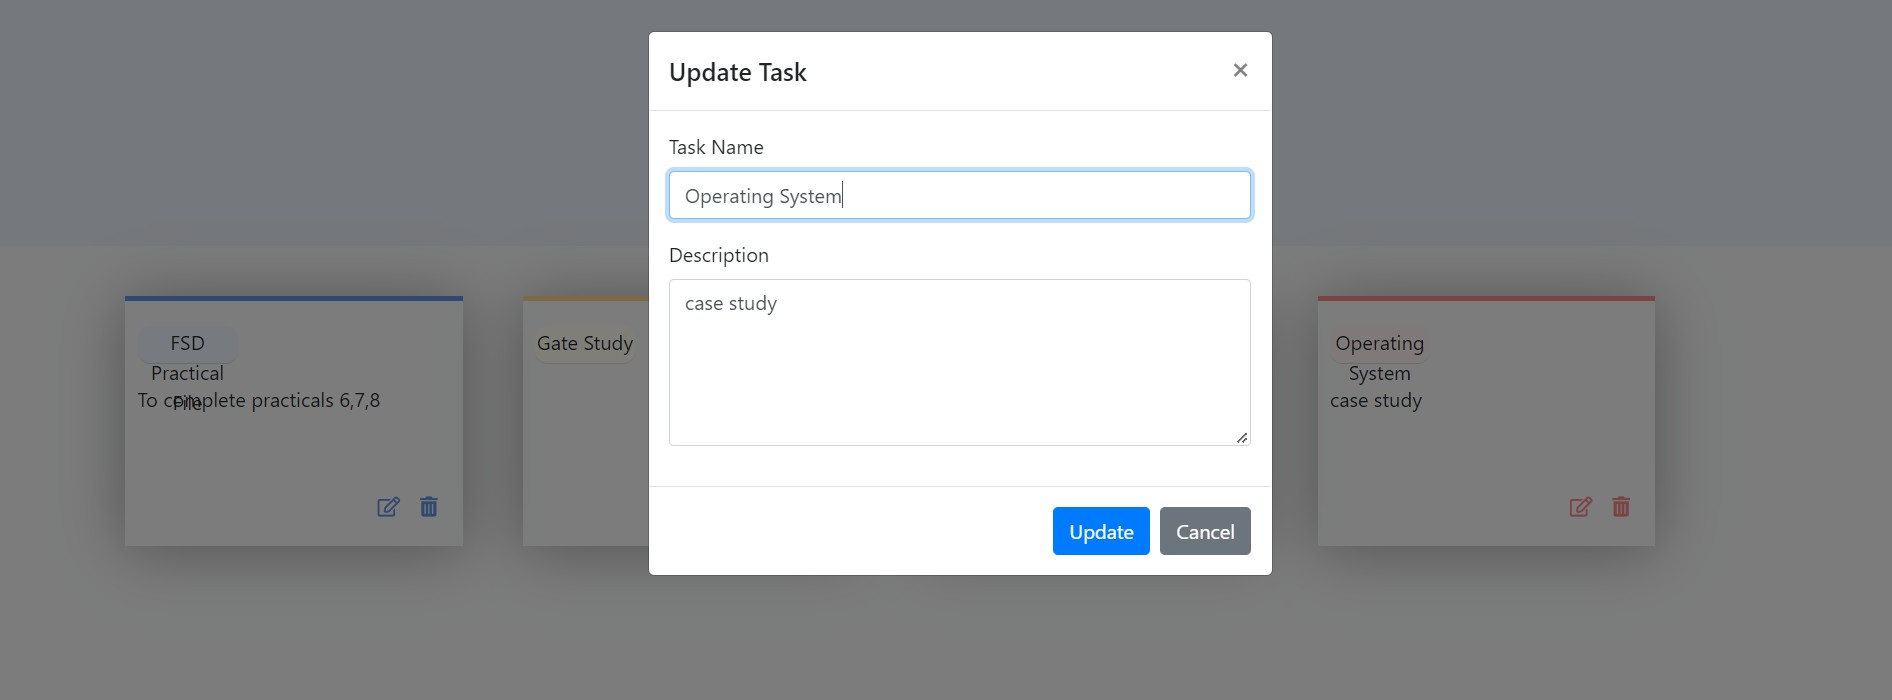 Update Task
×
Task Name
Operating System
Description
case study
Update
Cancel
FSD
Practical
File
To complete practicals 6,7,8
Gate Study
Operating
System
case study